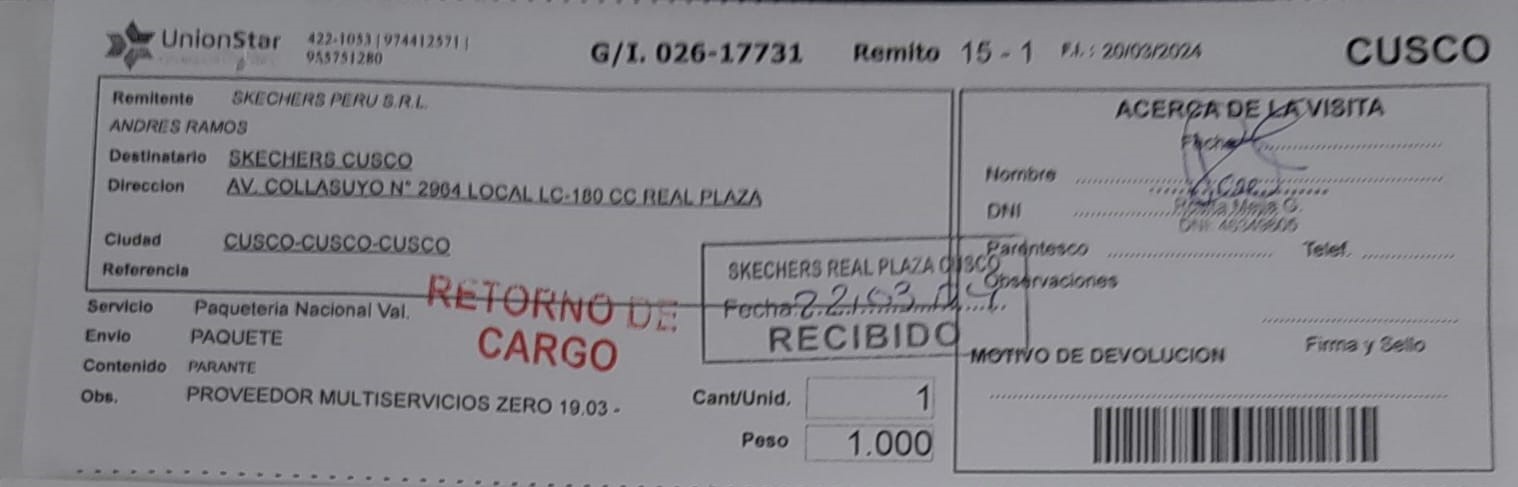 UnionStar
422-1053 | 974412571 |
955751280
G/I. 026-17731 Remito 15 - 1 F.I. : 20/03/2024
CUSCO
Remitente SKECHERS PERU S.R.L.
ANDRES RAMOS
Destinatario SKECHERS CUSCO
Direccion AV. COLLASUYO N° 2964 LOCAL LC-180 CC REAL PLAZA
Ciudad CUSCO-CUSCO-CUSCO
Referencia
Servicio Paqueteria Nacional Val.
Envio PAQUETE
Contenido PARANTE
Obs. PROVEEDOR MULTISERVICIOS ZERO 19.03 -
RETORNO DE
CARGO
SKECHERS REAL PLAZA CUSCO
Fecha: 22.03.24
RECIBIDO
Cant/Unid. 1
Peso 1.000
ACERCA DE LA VISITA
Fecha
Nombre
DNI
Parentesco Telef.
Observaciones
Firma y Sello
MOTIVO DE DEVOLUCION